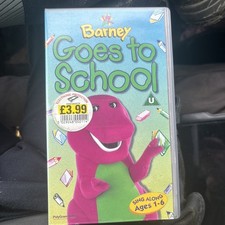 Barney
Goes to
School
£3.99
U
SING ALONG
Ages 1-6